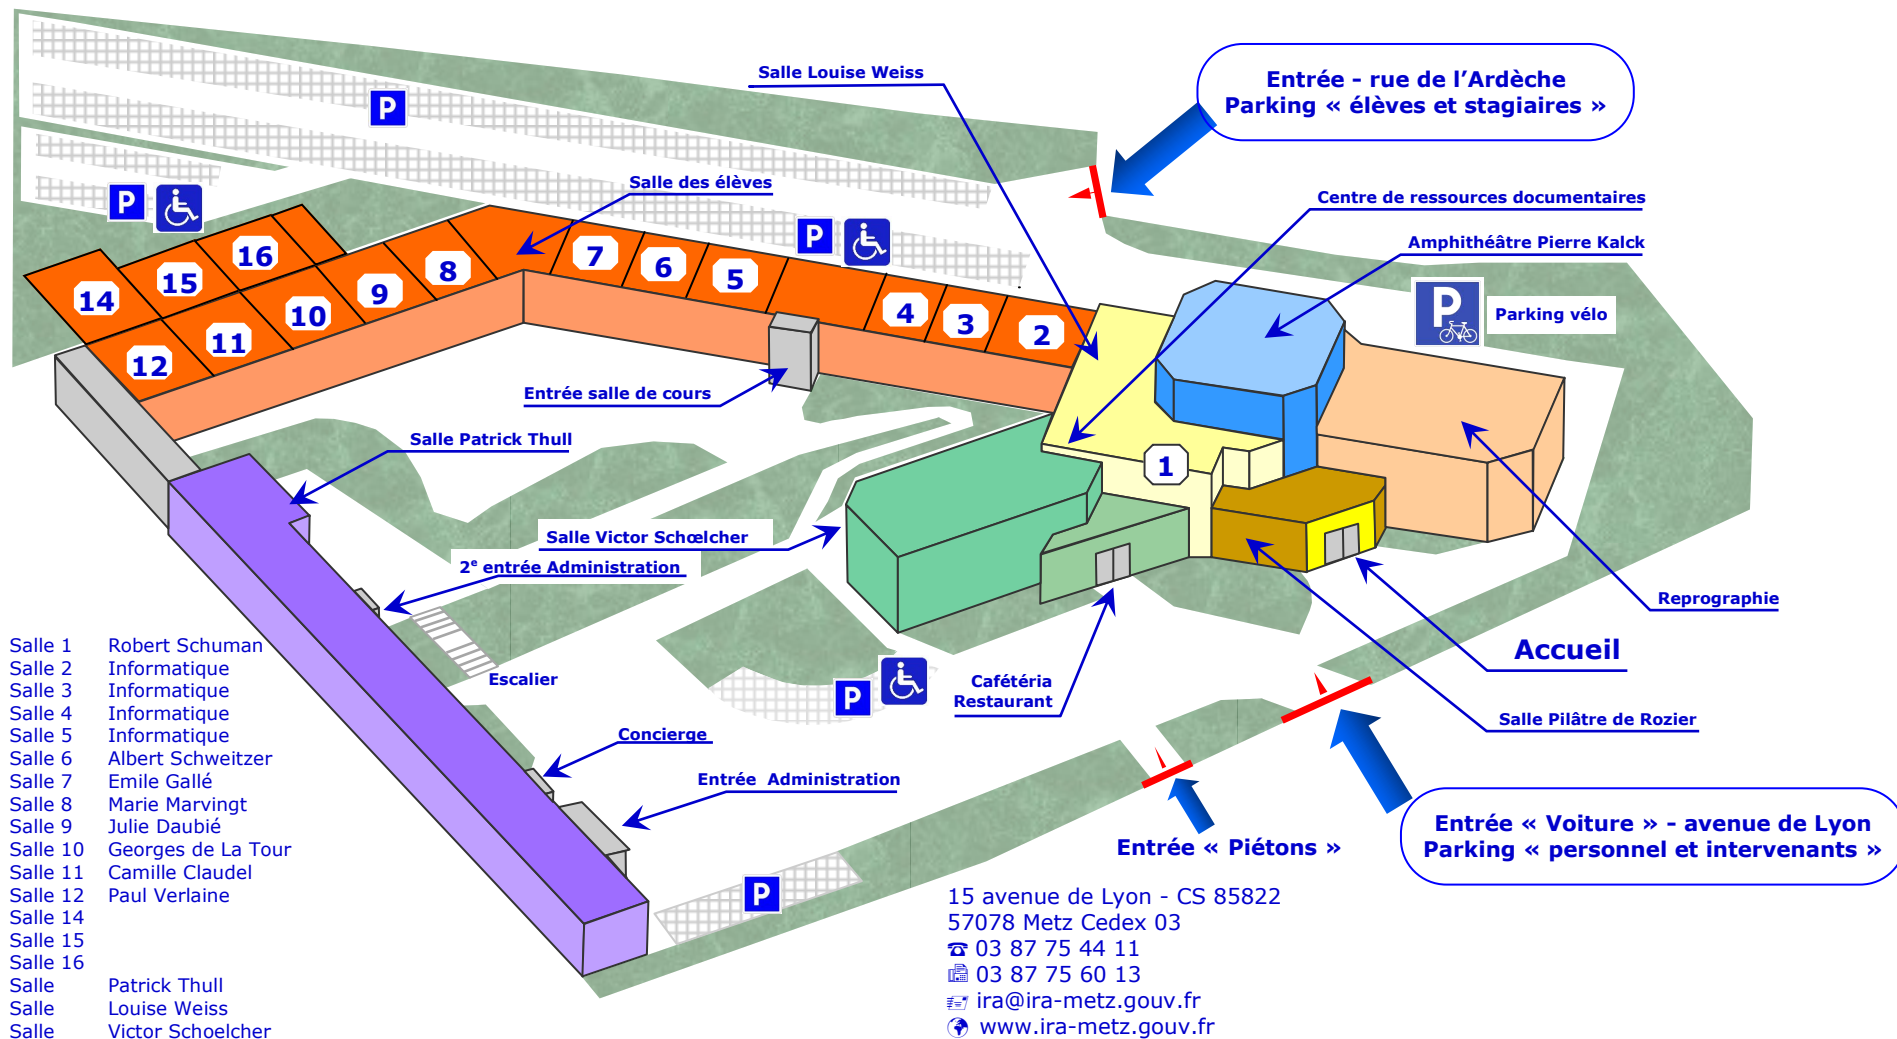 Salle Louise Weiss
Entrée - rue de l’Ardèche
Parking « élèves et stagiaires »
P
Salle des élèves
P
P
Centre de ressources documentaires
Amphithéâtre Pierre Kalck
P
Parking vélo
16
15
14
12
11
10
9
8
7
6
5
4
3
2
1
Entrée salle de cours
Salle Patrick Thull
Salle Victor Schœlcher
2e entrée Administration
Reprographie
Accueil
Escalier
Cafétéria
Restaurant
P
Salle Pilâtre de Rozier
Concierge
Entrée  Administration
Entrée « Piétons »
Entrée « Voiture » - avenue de Lyon
Parking « personnel et intervenants »
P
Salle 1 Robert Schuman
Salle 2 Informatique
Salle 3 Informatique
Salle 4 Informatique
Salle 5 Informatique
Salle 6 Albert Schweitzer
Salle 7 Emile Gallé
Salle 8 Marie Marvingt
Salle 9 Julie Daubié
Salle 10 Georges de La Tour
Salle 11 Camille Claudel
Salle 12 Paul Verlaine
Salle 14
Salle 15
Salle 16
Salle Patrick Thull
Salle Louise Weiss
Salle Victor Schoelcher
15 avenue de Lyon - CS 85822
57078 Metz Cedex 03
☎ 03 87 75 44 11
03 87 75 60 13
ira@ira-metz.gouv.fr
www.ira-metz.gouv.fr